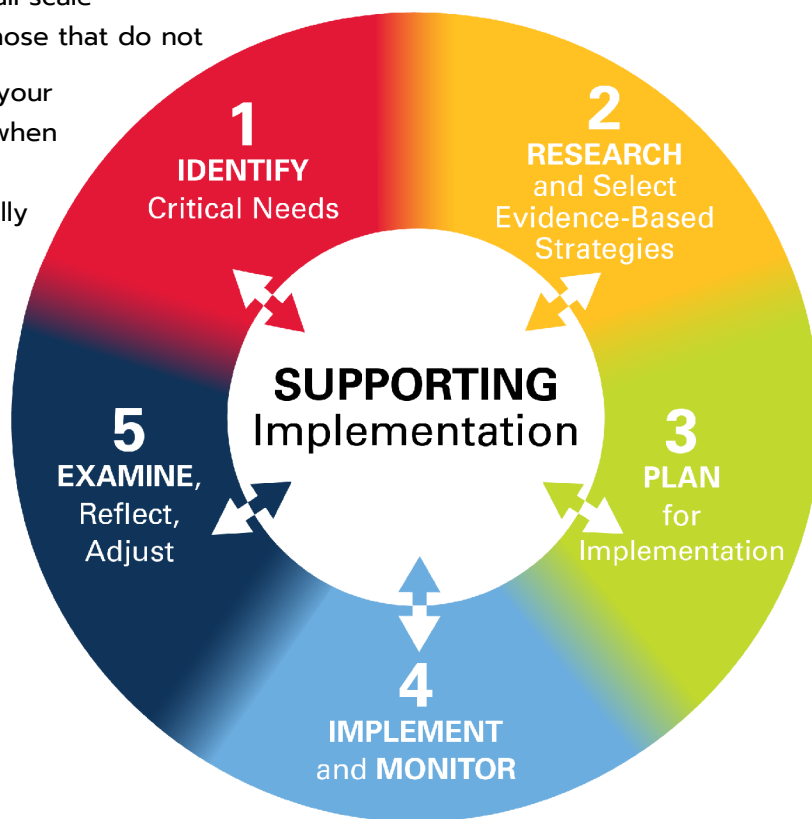 hose that do not
your
when
lly
1
IDENTIFY
Critical Needs
2
RESEARCH
and Select
Evidence-Based
Strategies
SUPPORTING
Implementation
3
PLAN
for
Implementation
4
IMPLEMENT
and MONITOR
5
EXAMINE,
Reflect,
Adjust